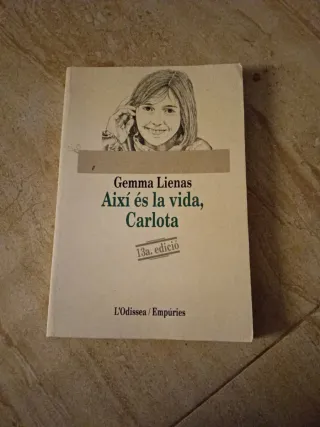 Gemma Lienas
Així és la vida,
Carlota
13a. edició
L'Odissea / Empúries